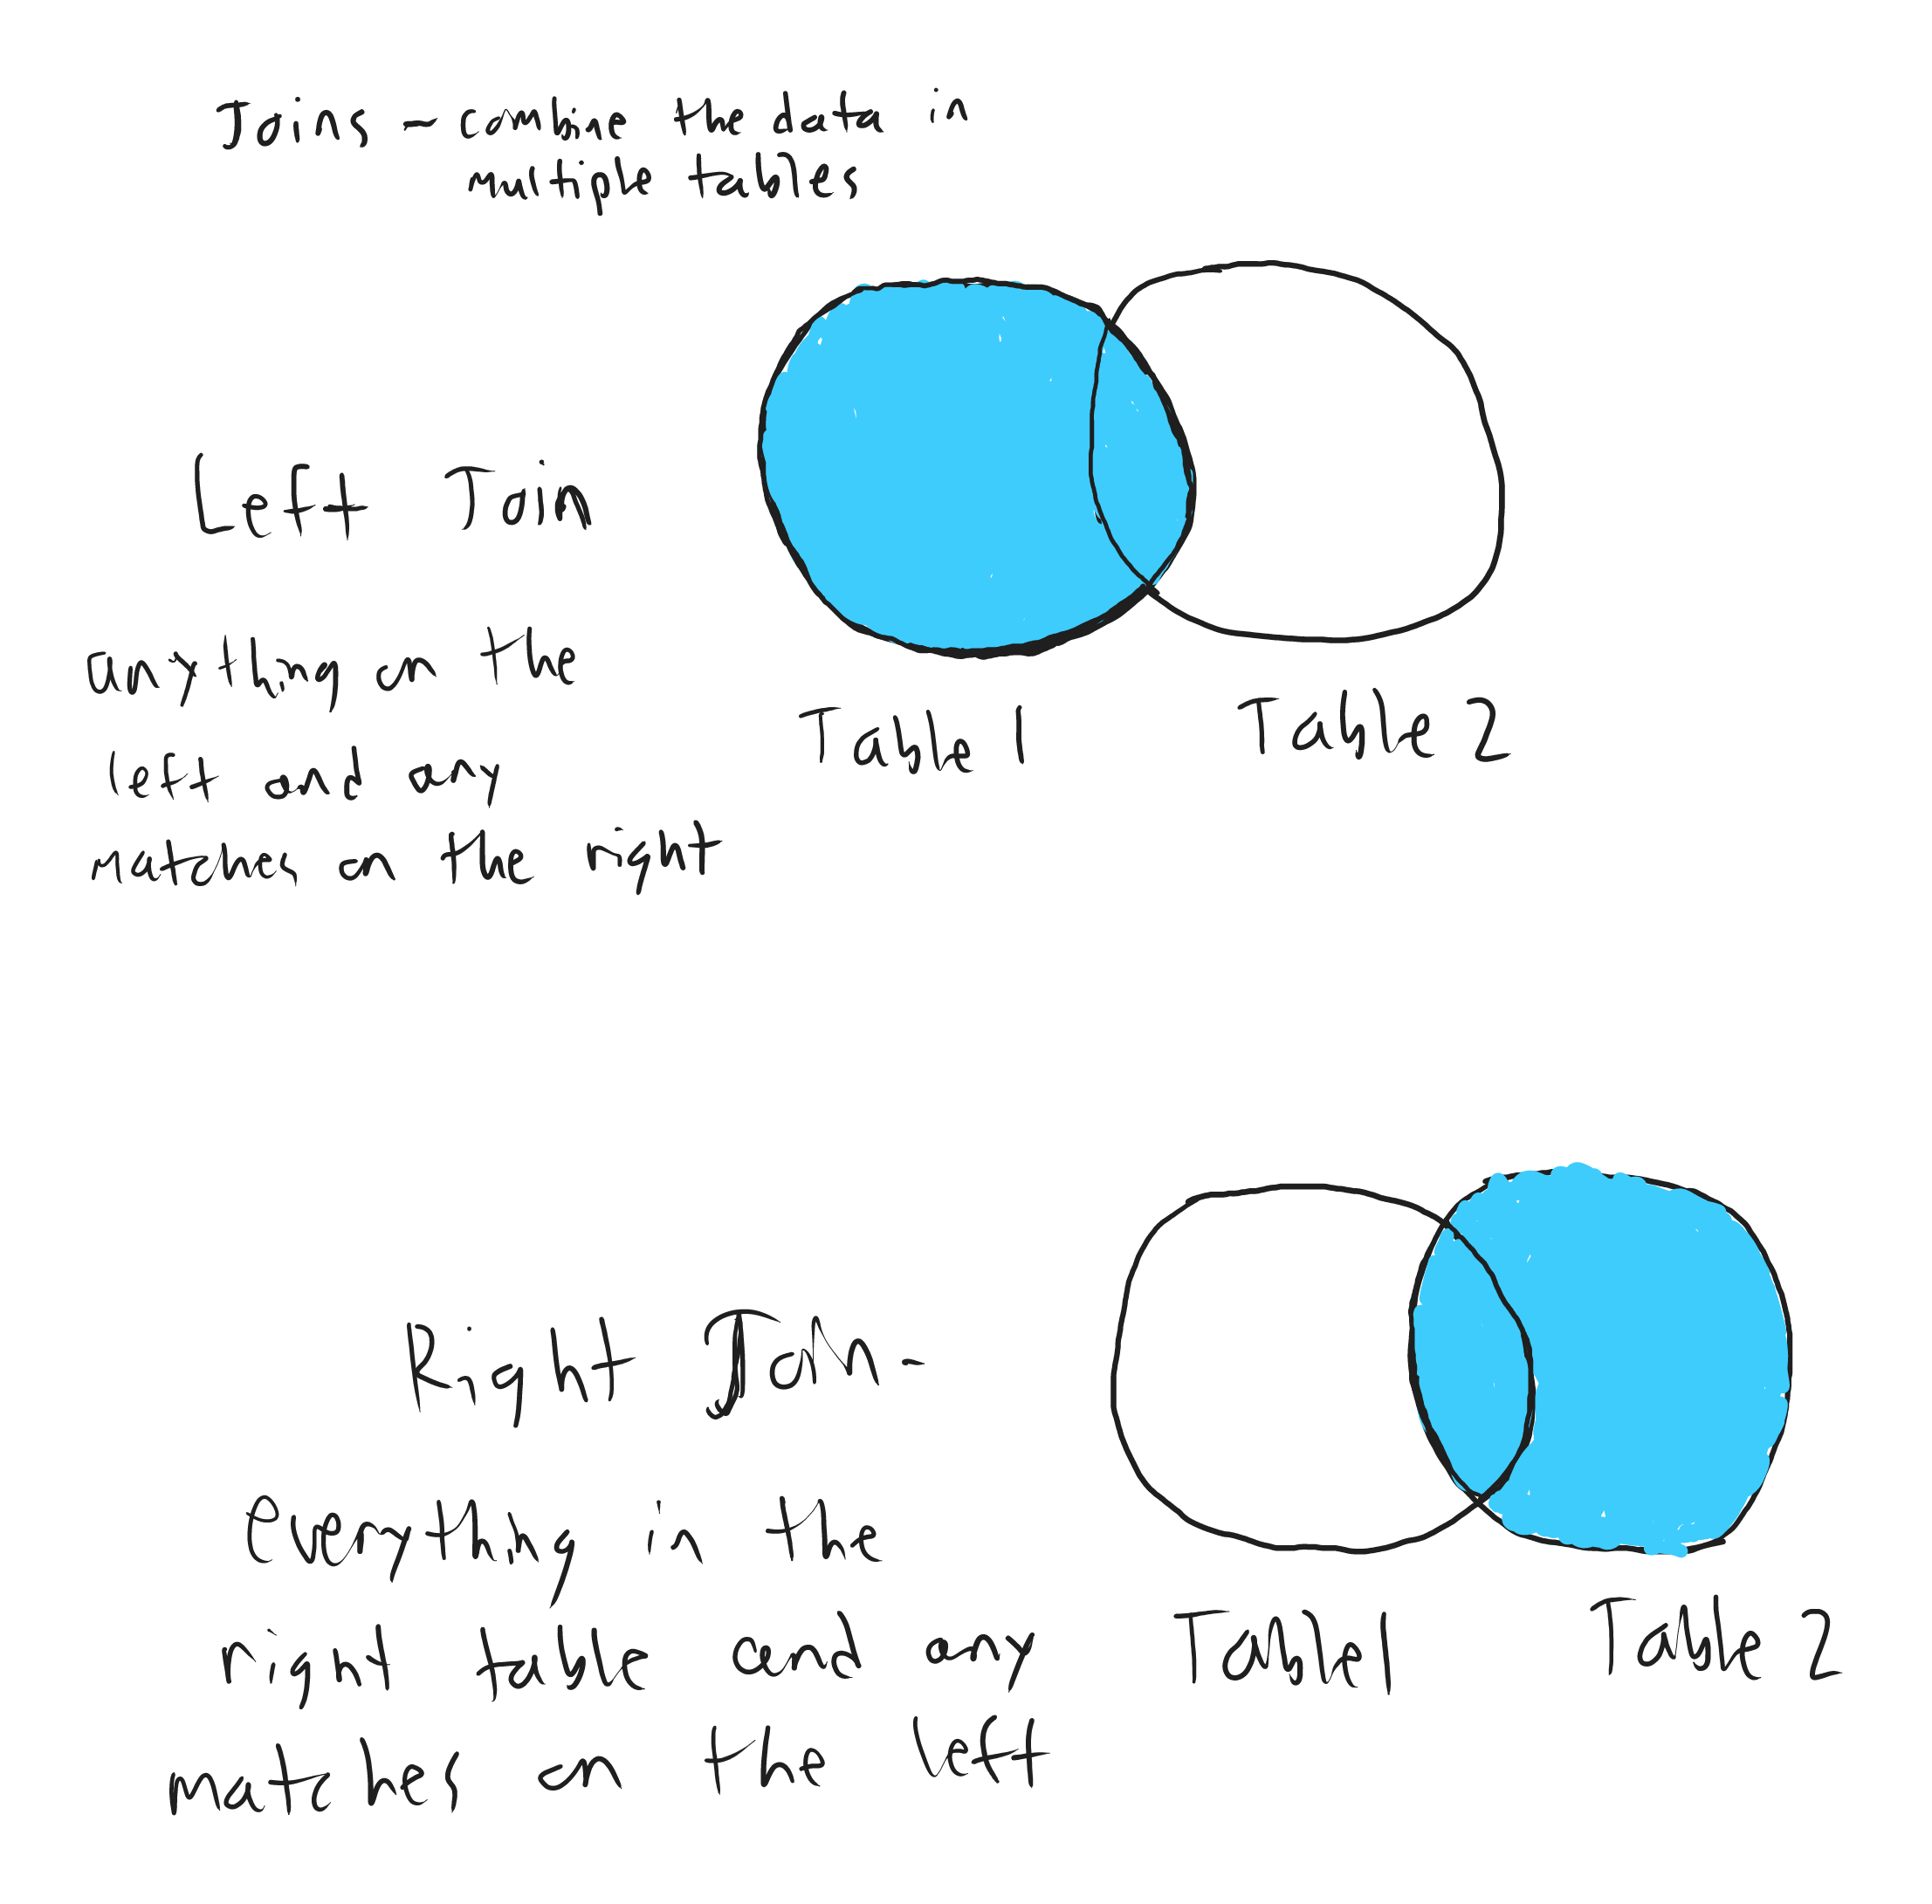 Joins - combine the data in
multiple tables
Left Join
anything on the
left and any
matches on the right
Table 1
Table 2
Right Join -
everything in the
right table and any
matches on the left
Table 1
Table 2